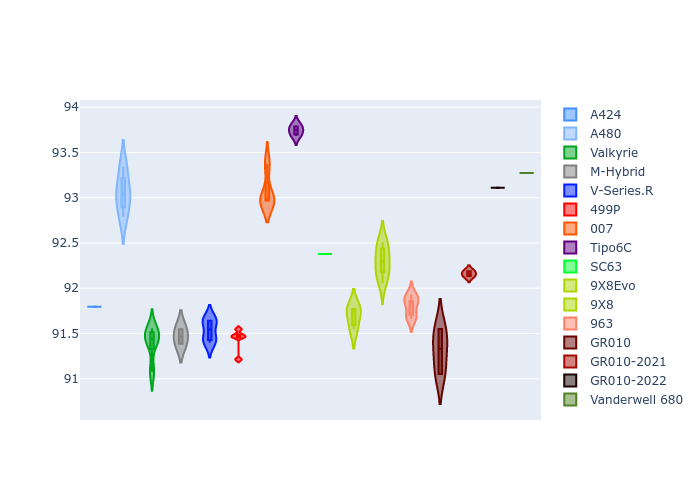 94
93.5
93
92.5
92
91.5
91
A424
A480
Valkyrie
M-Hybrid
V-Series.R
499P
007
Tipo6C
SC63
9X8Evo
9X8
963
GR010
GR010-2021
GR010-2022
Vanderwell 680